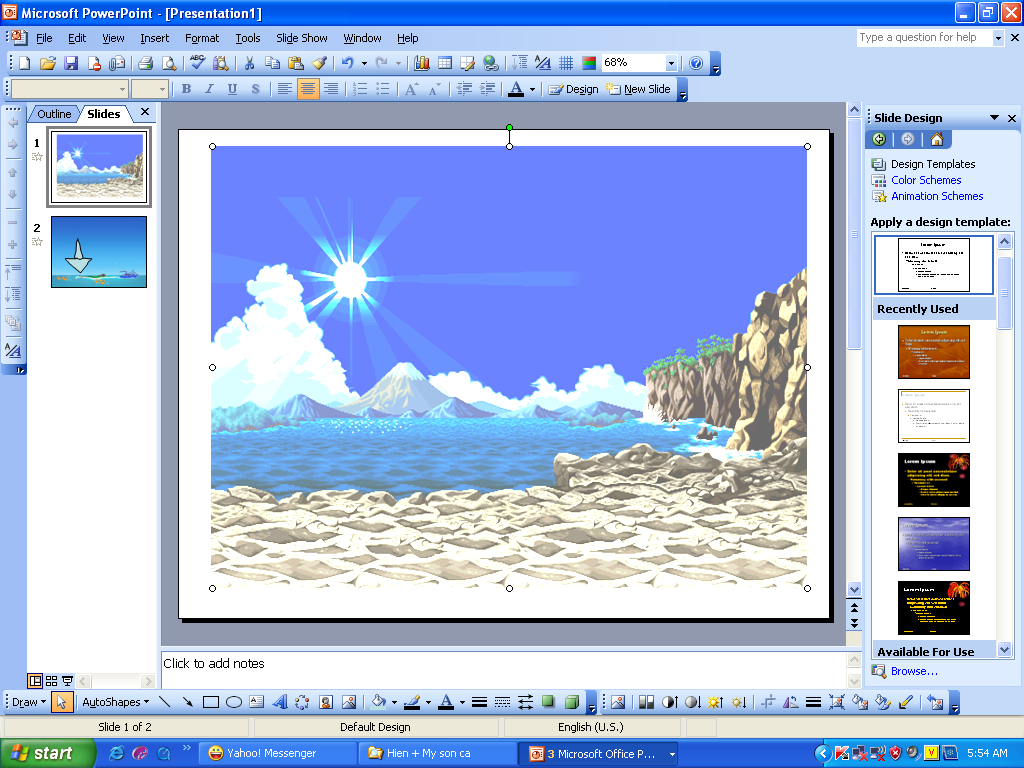 Microsoft PowerPoint - [Presentation1]
File Edit View Insert Format Tools Slide Show Window Help
Type a question for help
68%
Design New Slide
Outline Slides
1
2
Slide Design
Design Templates
Color Schemes
Animation Schemes
Apply a design template:
Recently Used
Available For Use
Browse...
Click to add notes
Draw AutoShapes
Slide 1 of 2 Default Design English (U.S.)
start Yahoo! Messenger Hien + My son ca 3 Microsoft Office P... 5:54 AM